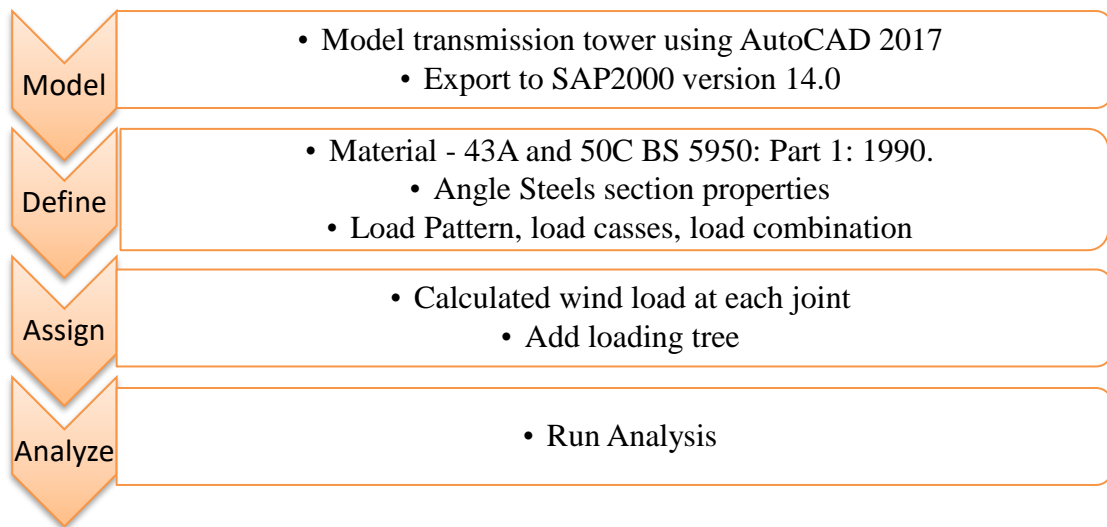 Model
• Model transmission tower using AutoCAD 2017
• Export to SAP2000 version 14.0
Define
• Material - 43A and 50C BS 5950: Part 1: 1990.
• Angle Steels section properties
• Load Pattern, load casses, load combination
Assign
• Calculated wind load at each joint
• Add loading tree
Analyze
• Run Analysis